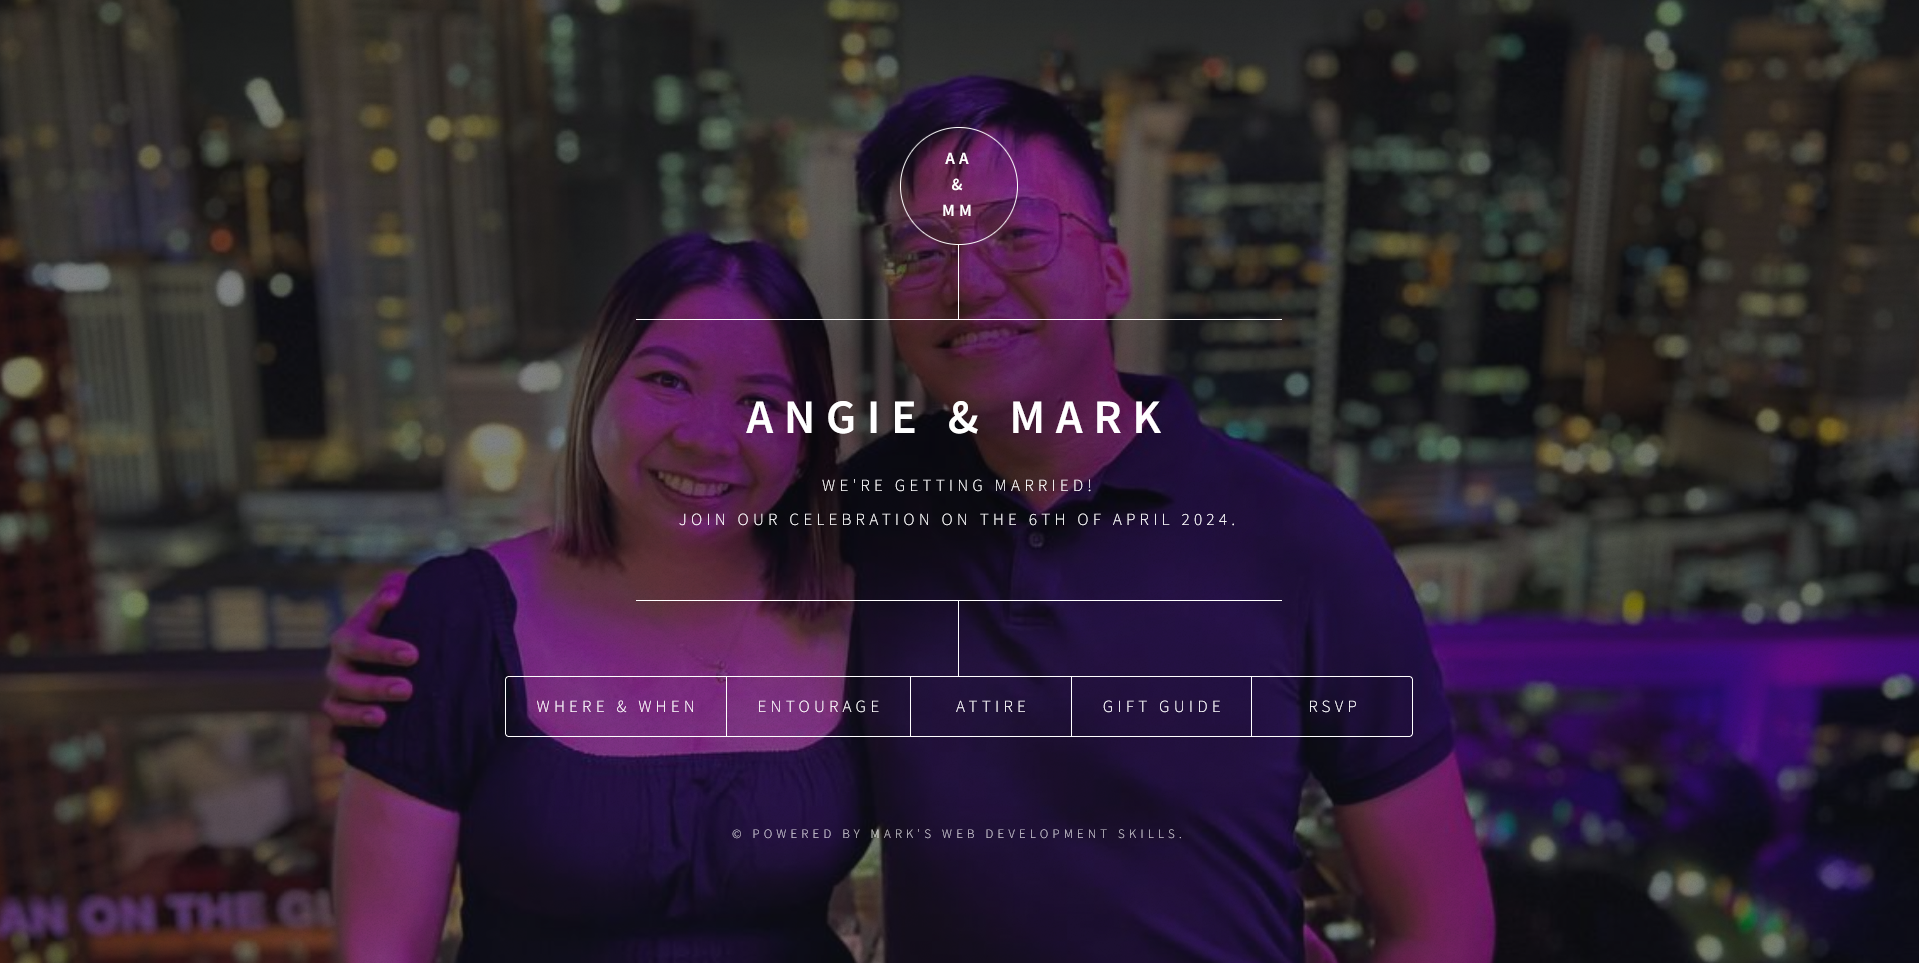 AA
&
MM
ANGIE & MARK
WE'RE GETTING MARRIED!
JOIN OUR CELEBRATION ON THE 6TH OF APRIL 2024.
WHERE & WHEN
ENTOURAGE
ATTIRE
GIFT GUIDE
RSVP
© POWERED BY MARK'S WEB DEVELOPMENT SKILLS.
AN ON THE